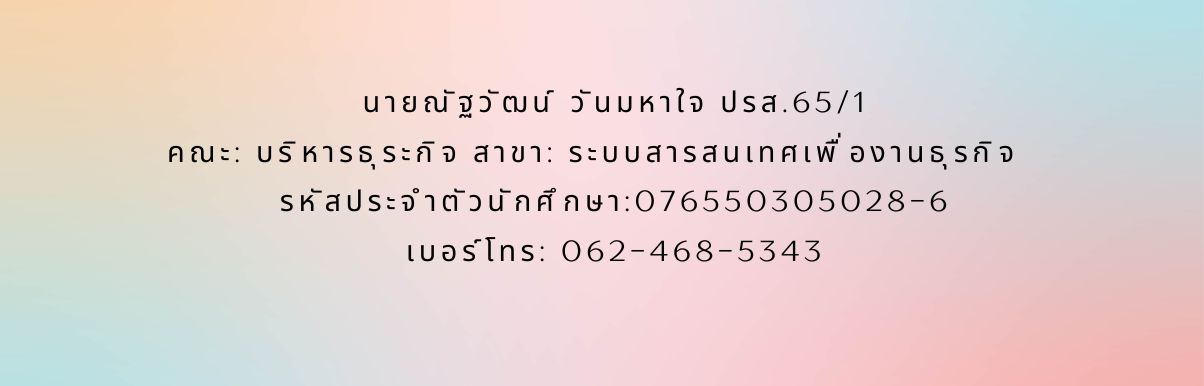 นายณัฐวัฒน์ วันมหาใจ ปรส.65/1
คณะ: บริหารธุระกิจ สาขา: ระบบสารสนเทศเพื่องานธุรกิจ
รหัสประจำตัวนักศึกษา:076550305028-6
เบอร์โทร: 062-468-5343